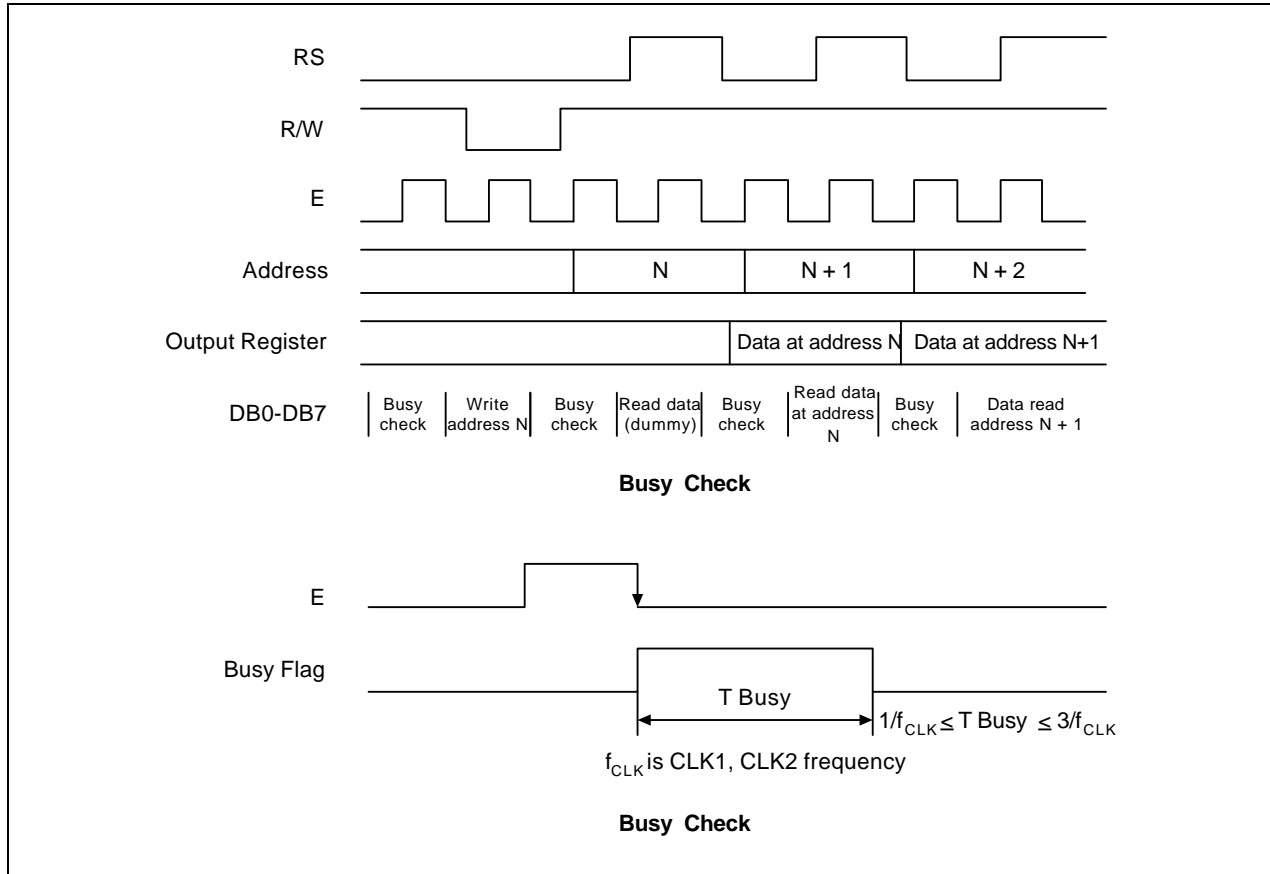 RS
R/W
E
Address
N
N + 1
N + 2
Output Register
Data at address N
Data at address N+1
DB0-DB7
Busy
check
Write
address N
Busy
check
Read data
(dummy)
Busy
check
Read data
at address
N
Busy
check
Data read
address N + 1
Busy Check
E
Busy Flag
T Busy
1/fCLK ≤ T Busy ≤ 3/fCLK
fCLK is CLK1, CLK2 frequency
Busy Check